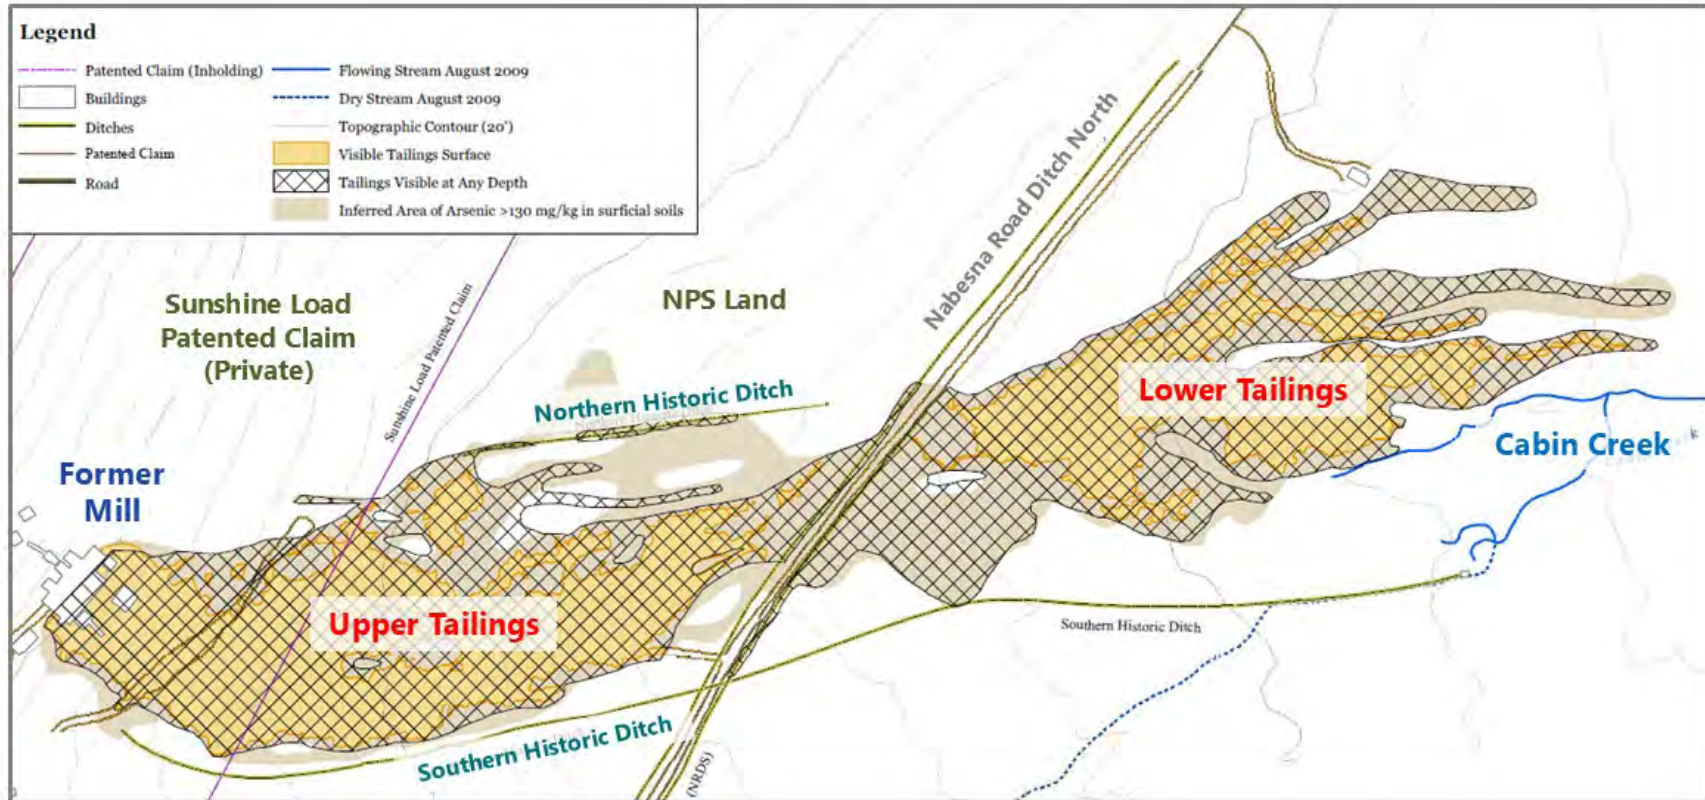 Legend
Patented Claim (Inholding)
Buildings
Ditches
Patented Claim
Road
Flowing Stream August 2009
Dry Stream August 2009
Topographic Contour (20')
Visible Tailings Surface
Tailings Visible at Any Depth
Inferred Area of Arsenic >130 mg/kg in surficial soils
Sunshine Load
Patented Claim
(Private)
NPS Land
Nabesna Road Ditch North
Sunshine Load Patented Claim
Northern Historic Ditch
Lower Tailings
Cabin Creek
Former
Mill
Upper Tailings
Southern Historic Ditch
Southern Historic Ditch
(NRDS)